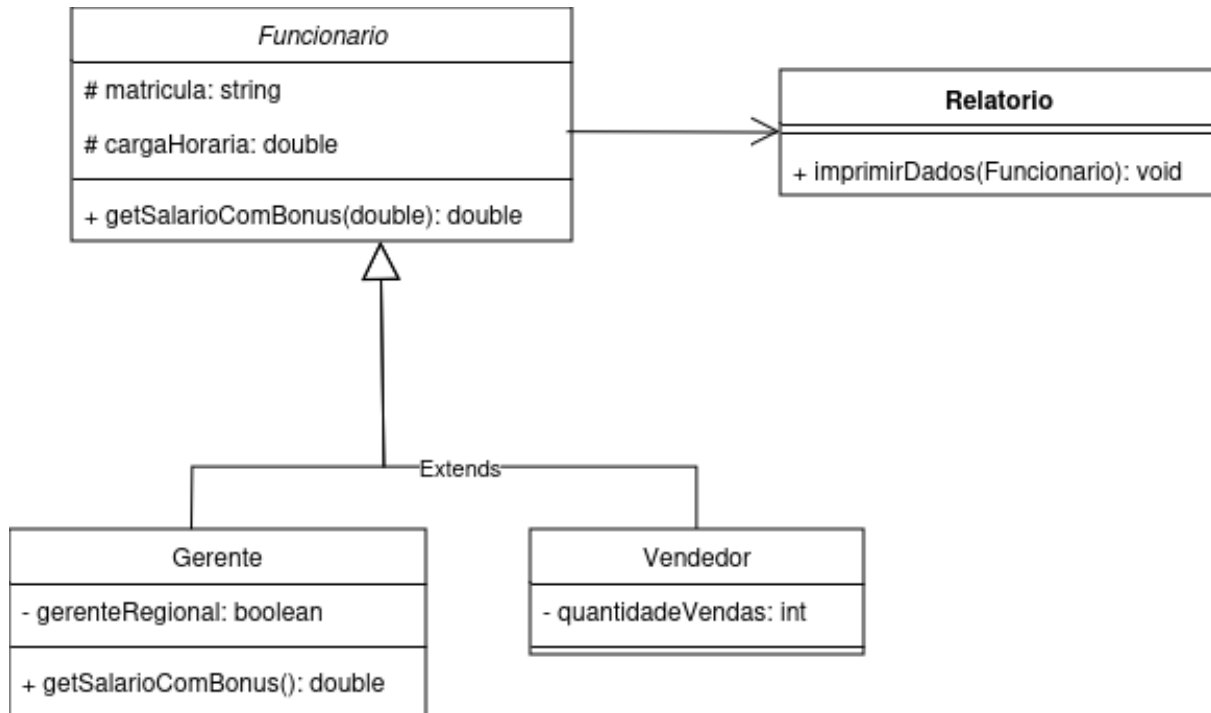 Funcionario
# matricula: string
# cargaHoraria: double
+ getSalarioComBonus(double): double
Relatorio
+ imprimirDados(Funcionario): void
Extends
Gerente
- gerenteRegional: boolean
+ getSalarioComBonus(): double
Vendedor
- quantidadeVendas: int